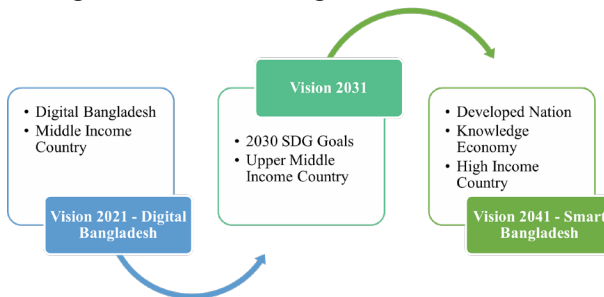 • Digital Bangladesh
• Middle Income
Country
Vision 2021 - Digital
Bangladesh
Vision 2031
• 2030 SDG Goals
• Upper Middle
Income Country
• Developed Nation
• Knowledge
Economy
• High Income
Country
Vision 2041 - Smart
Bangladesh